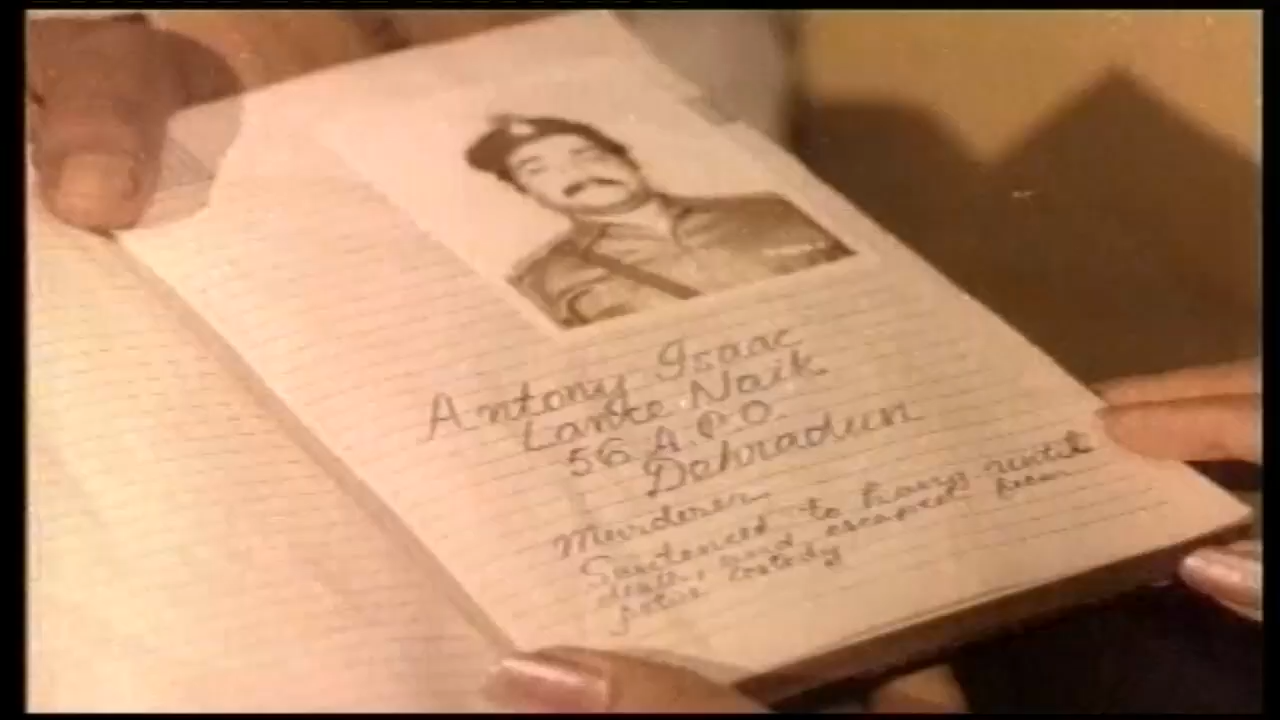 Antony Isaac
Lance Naik
56 A.P.O.
Dehradun
Murderer
Sentenced to hang until
death, and escaped from
police custody